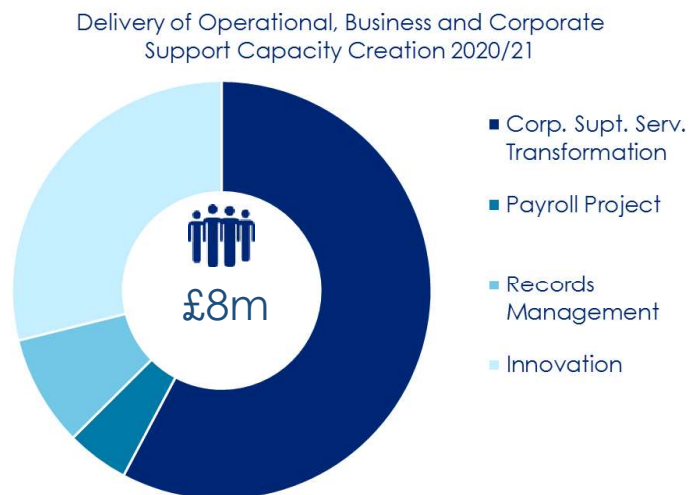 Delivery of Operational, Business and Corporate
Support Capacity Creation 2020/21
Corp. Supt. Serv.
Transformation
Payroll Project
£8m
Records
Management
Innovation